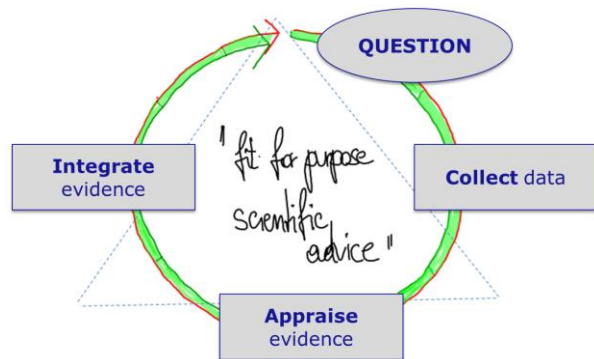 QUESTION
Integrate
evidence
Collect data
"fit for purpose
scientific
advice"
Appraise
evidence